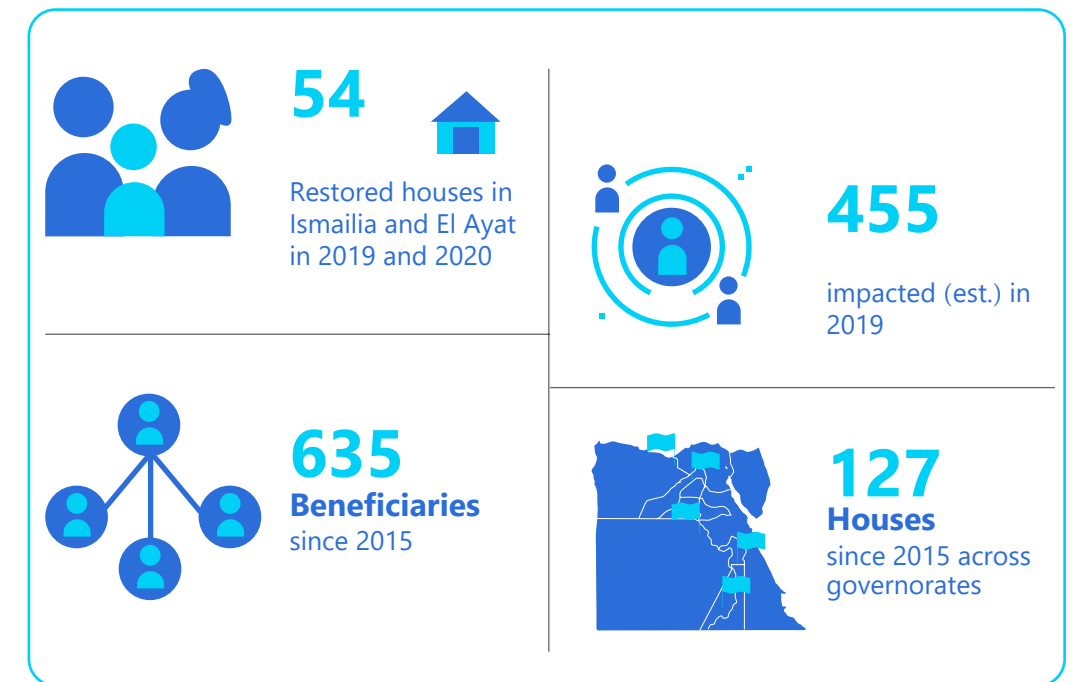 54
Restored houses in
Ismailia and El Ayat
in 2019 and 2020
455
impacted (est.) in
2019
635
Beneficiaries
since 2015
127
Houses
since 2015 across
governorates